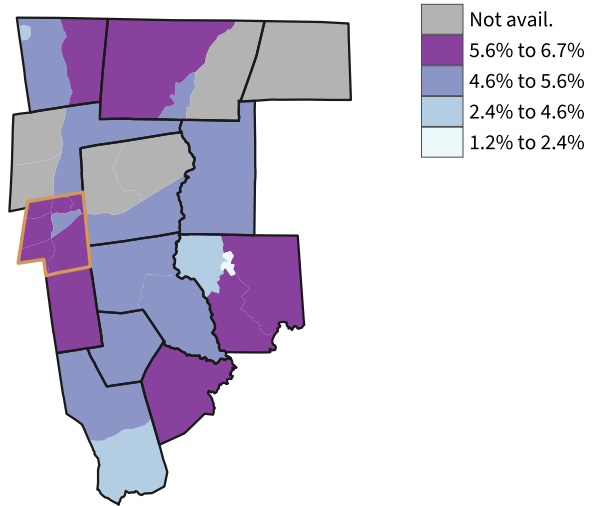 Not avail.
5.6% to 6.7%
4.6% to 5.6%
2.4% to 4.6%
1.2% to 2.4%